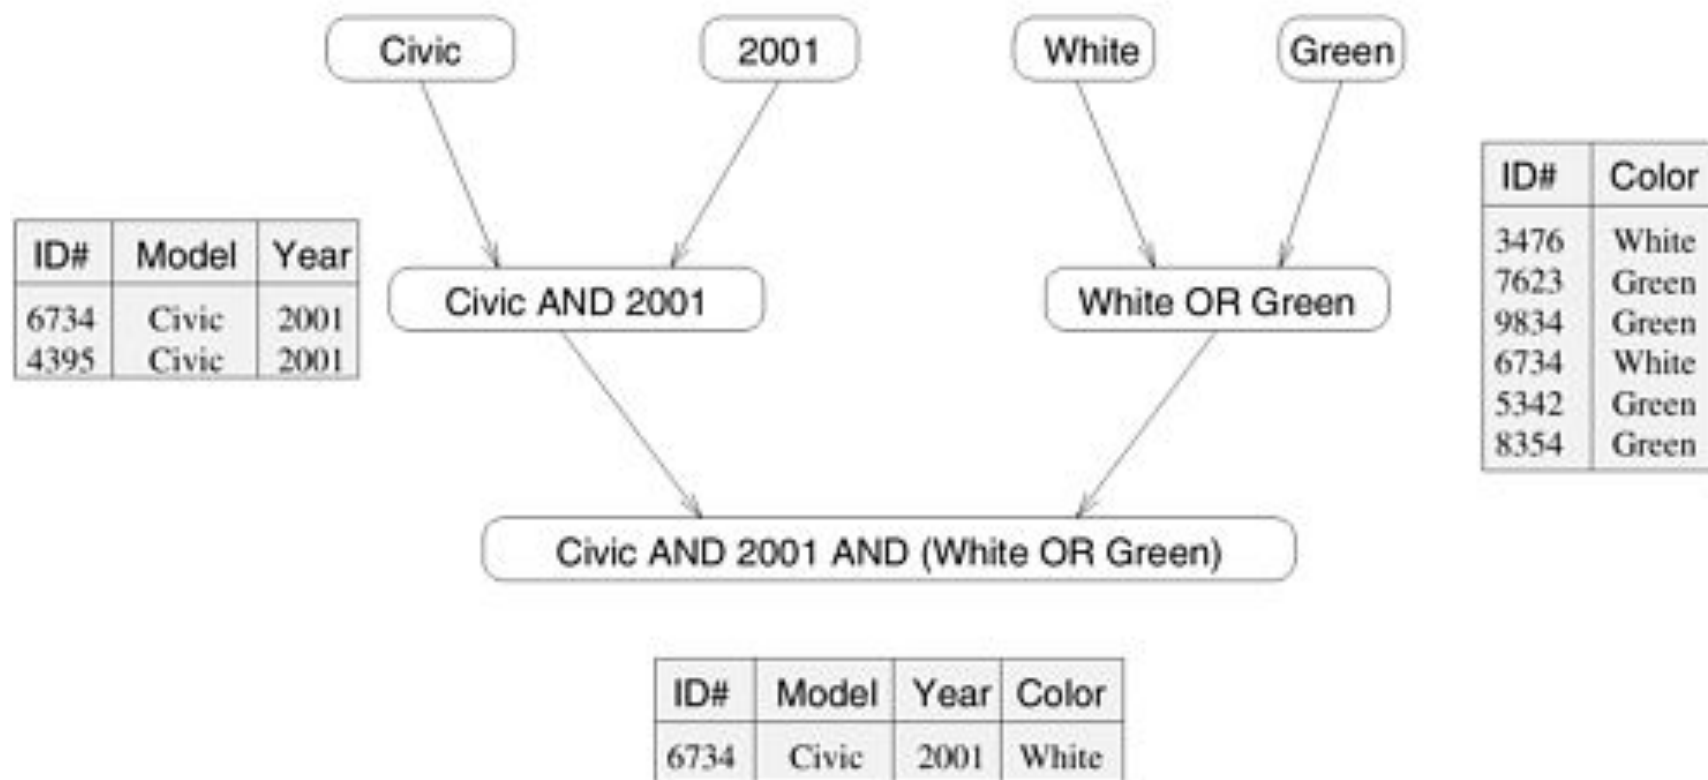 Civic 2001 White Green
ID# Model Year
6734 Civic 2001
4395 Civic 2001
Civic AND 2001
White OR Green
ID# Color
3476 White
7623 Green
9834 Green
6734 White
5342 Green
8354 Green
Civic AND 2001 AND (White OR Green)
ID# Model Year Color
6734 Civic 2001 White